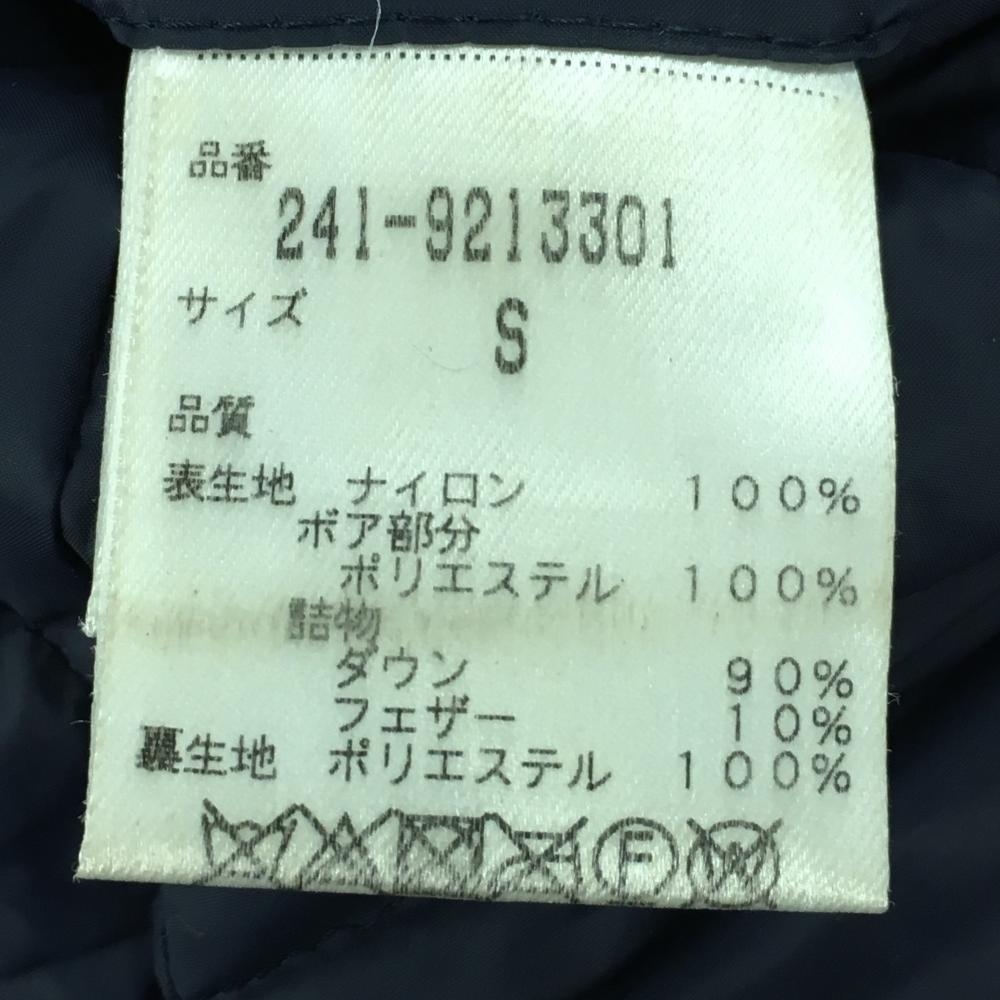 品番
241-9213301
サイズ S
品質
表生地 ナイロン 100%
ボア部分
ポリエステル 100%
詰物
ダウン 90%
フェザー 10%
裏生地 ポリエステル 100%
F W